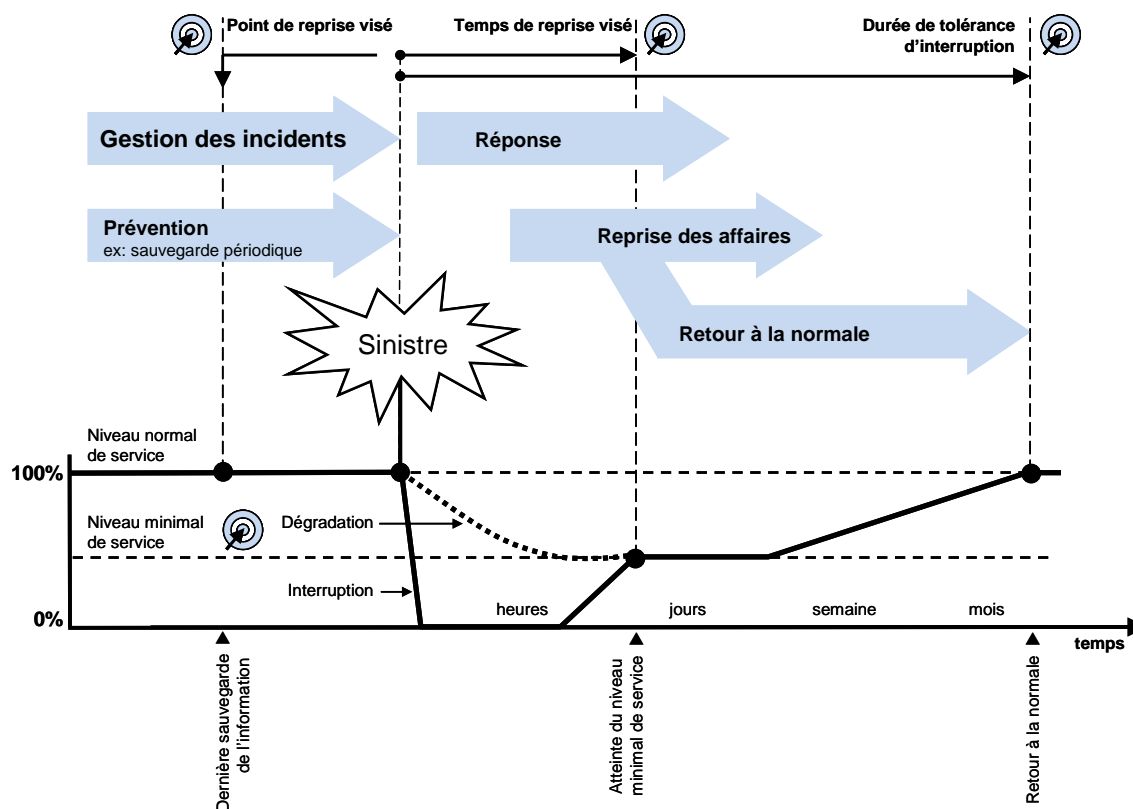 Point de reprise visé
Temps de reprise visé
Durée de tolérance
d'interruption
Gestion des incidents
Réponse
Prévention
ex: sauvegarde périodique
Reprise des affaires
Sinistre
Retour à la normale
Niveau normal
de service
100%
Niveau minimal
de service
Dégradation
Interruption
0%
heures
jours
semaine
mois
temps
Dernière sauvegarde
de l'information
Atteinte du niveau
minimal de service
Retour à la normale